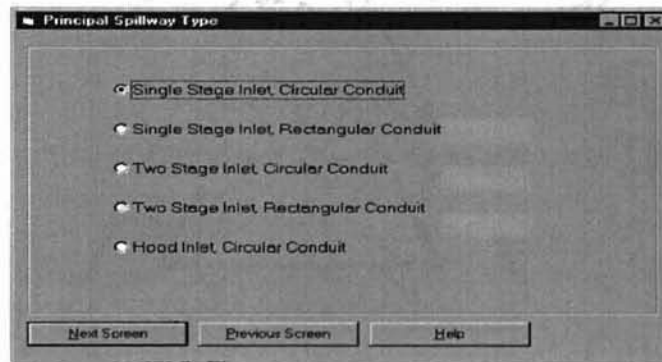 Principal Spillway Type
Single Stage Inlet, Circular Conduit
Single Stage Inlet, Rectangular Conduit
Two Stage Inlet, Circular Conduit
Two Stage Inlet, Rectangular Conduit
Hood Inlet, Circular Conduit
Next Screen Previous Screen Help